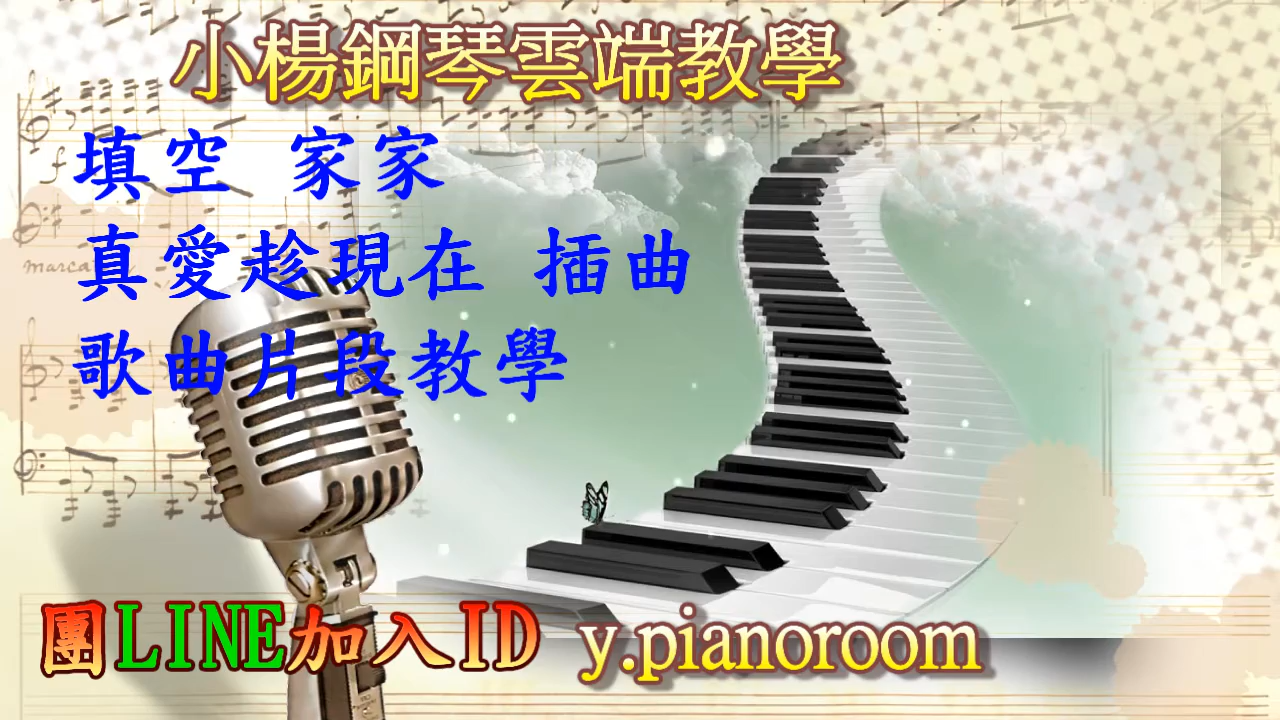 小楊鋼琴雲端教學
填空 家家
真愛趁現在 插曲
歌曲片段教學
marca
團LINE加入ID y.pianoroom